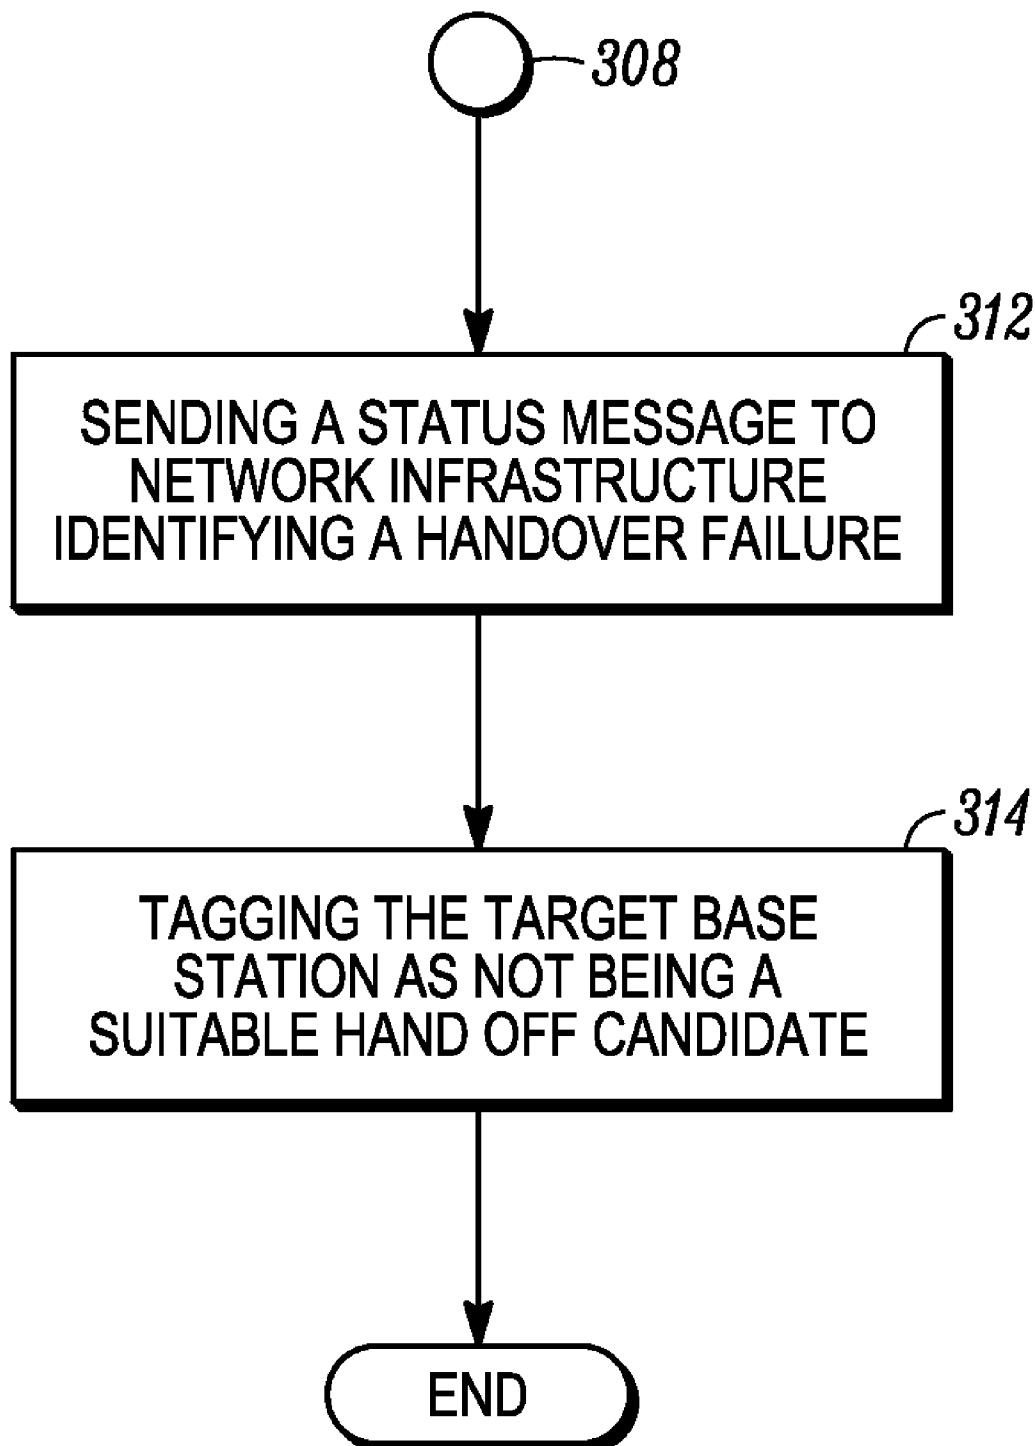 308
312
SENDING A STATUS MESSAGE TO
NETWORK INFRASTRUCTURE
IDENTIFYING A HANDOVER FAILURE
314
TAGGING THE TARGET BASE
STATION AS NOT BEING A
SUITABLE HAND OFF CANDIDATE
END